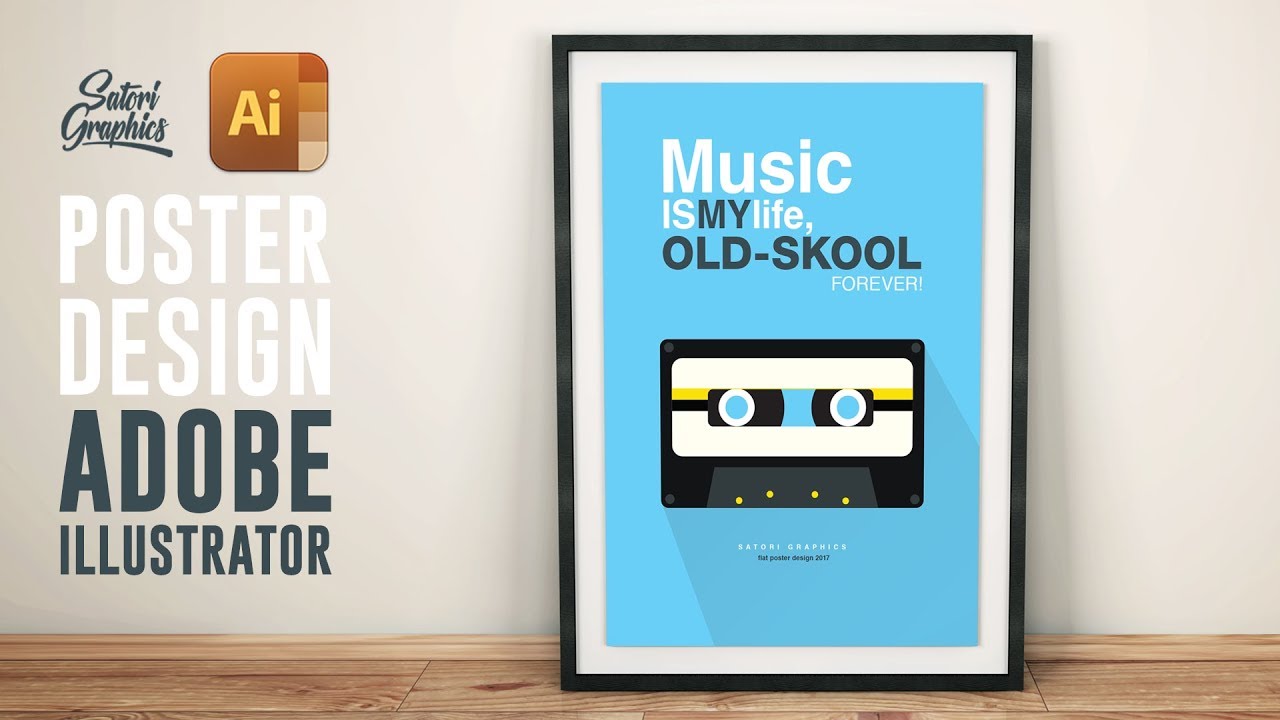 Satori
Graphics
Ai
POSTER
DESIGN
ADOBE
ILLUSTRATOR
Music
ISMYlife,
OLD-SKOOL
FOREVER!
SATORI GRAPHICS
flat poster design 2017